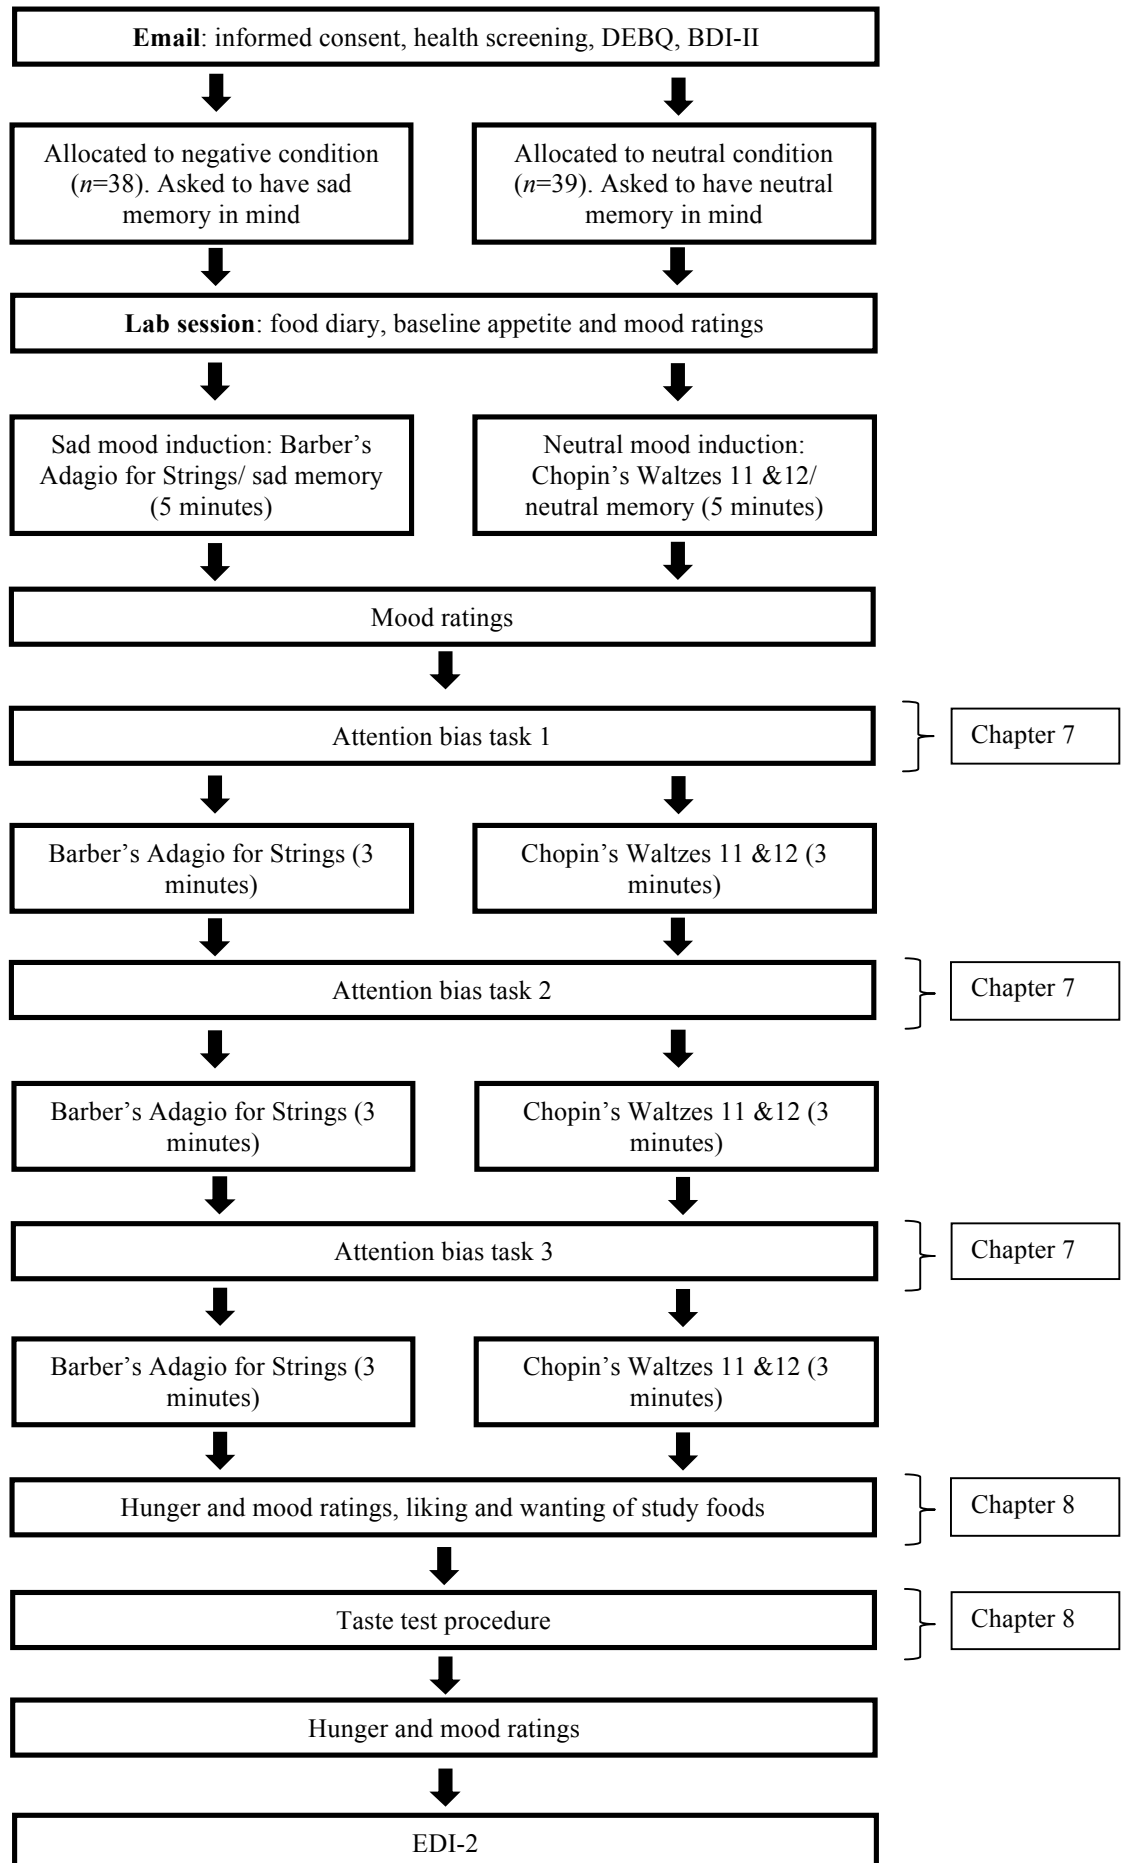 Email: informed consent, health screening, DEBQ, BDI-II
Allocated to negative condition
(n=38). Asked to have sad
memory in mind
Allocated to neutral condition
(n=39). Asked to have neutral
memory in mind
Lab session: food diary, baseline appetite and mood ratings
Sad mood induction: Barber’s
Adagio for Strings/ sad memory
(5 minutes)
Neutral mood induction:
Chopin’s Waltzes 11 &12/
neutral memory (5 minutes)
Mood ratings
Attention bias task 1
Chapter 7
Barber’s Adagio for Strings (3
minutes)
Chopin’s Waltzes 11 &12 (3
minutes)
Attention bias task 2
Chapter 7
Barber’s Adagio for Strings (3
minutes)
Chopin’s Waltzes 11 &12 (3
minutes)
Attention bias task 3
Chapter 7
Barber’s Adagio for Strings (3
minutes)
Chopin’s Waltzes 11 &12 (3
minutes)
Hunger and mood ratings, liking and wanting of study foods
Chapter 8
Taste test procedure
Chapter 8
Hunger and mood ratings
EDI-2